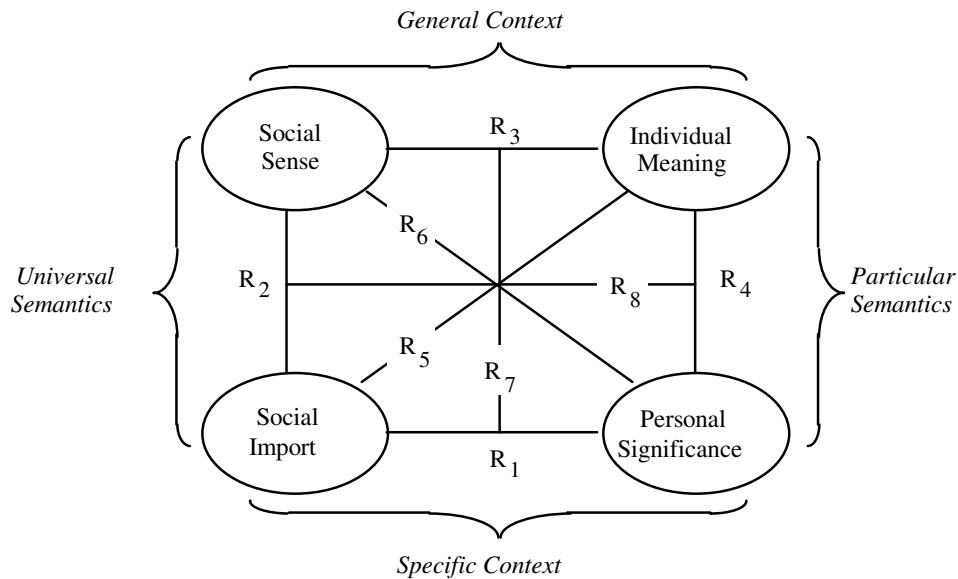 General Context
Social
Sense
R3
Individual
Meaning
R6
Universal
Semantics
R2
R8
R4
Particular
Semantics
R5
R7
Social
Import
Personal
Significance
R1
Specific Context